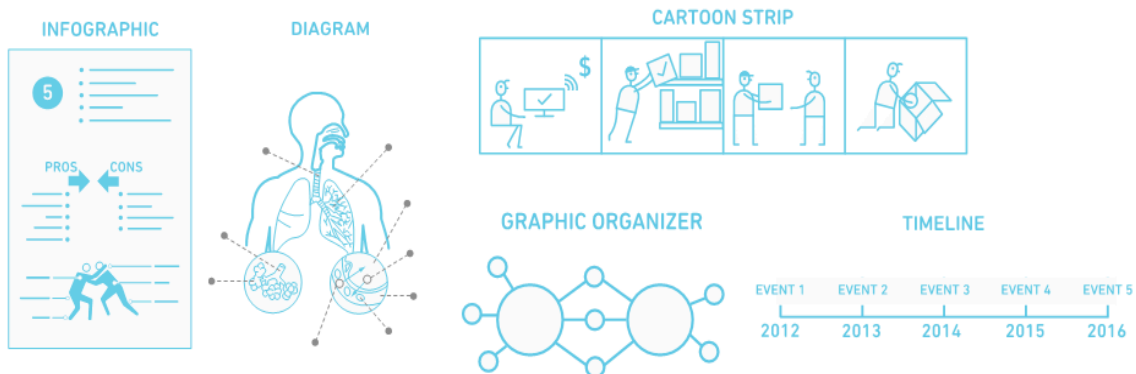 INFOGRAPHIC
5
PROS
CONS
DIAGRAM
CARTOON STRIP
$
GRAPHIC ORGANIZER
TIMELINE
EVENT 1 EVENT 2 EVENT 3 EVENT 4 EVENT 5
2012 2013 2014 2015 2016